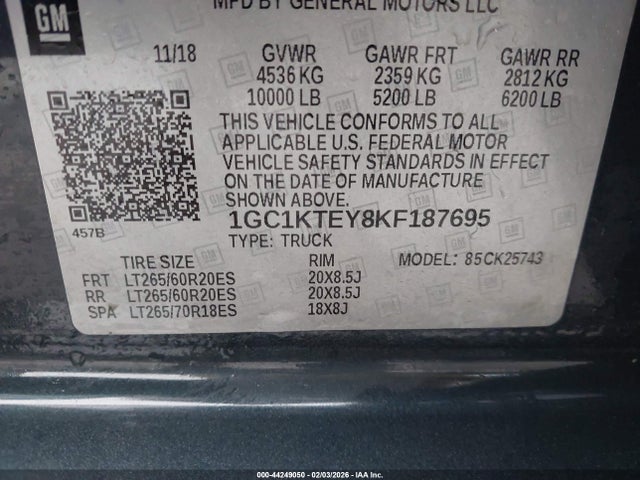 GM
MFD BY GENERAL MOTORS LLC
11/18 GVWR GAWR FRT GAWR RR
4536 KG 2359 KG 2812 KG
10000 LB 5200 LB 6200 LB
THIS VEHICLE CONFORMS TO ALL
APPLICABLE U.S. FEDERAL MOTOR
VEHICLE SAFETY STANDARDS IN EFFECT
ON THE DATE OF MANUFACTURE
SHOWN ABOVE.
457B
1GC1KTEY8KF187695
TYPE: TRUCK MODEL: 85CK25743
TIRE SIZE RIM
FRT LT265/60R20ES 20X8.5J
RR LT265/60R20ES 20X8.5J
SPA LT265/70R18ES 18X8J
000-44249050 - 02/03/2026 - IAA Inc.